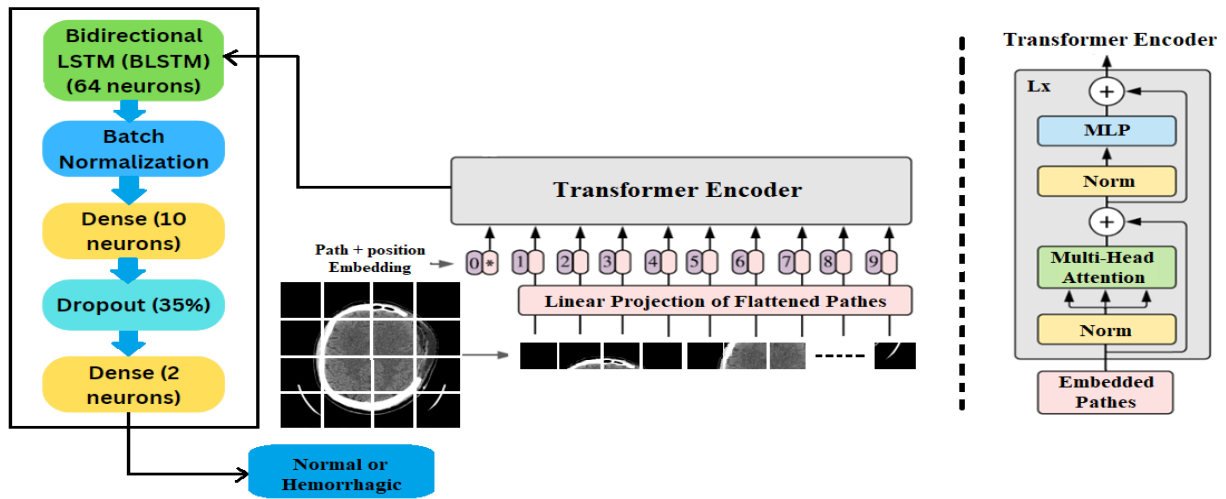 Bidirectional
LSTM (BLSTM)
(64 neurons)
Batch
Normalization
Dense (10
neurons)
Dropout (35%)
Dense (2
neurons)
Normal or
Hemorrhagic
Transformer Encoder
Path + position
Embedding
0 * 1 2 3 4 5 6 7 8 9
Linear Projection of Flattened Pathes
Transformer Encoder
Lx
+
MLP
Norm
+
Multi-Head
Attention
Norm
Embedded
Pathes